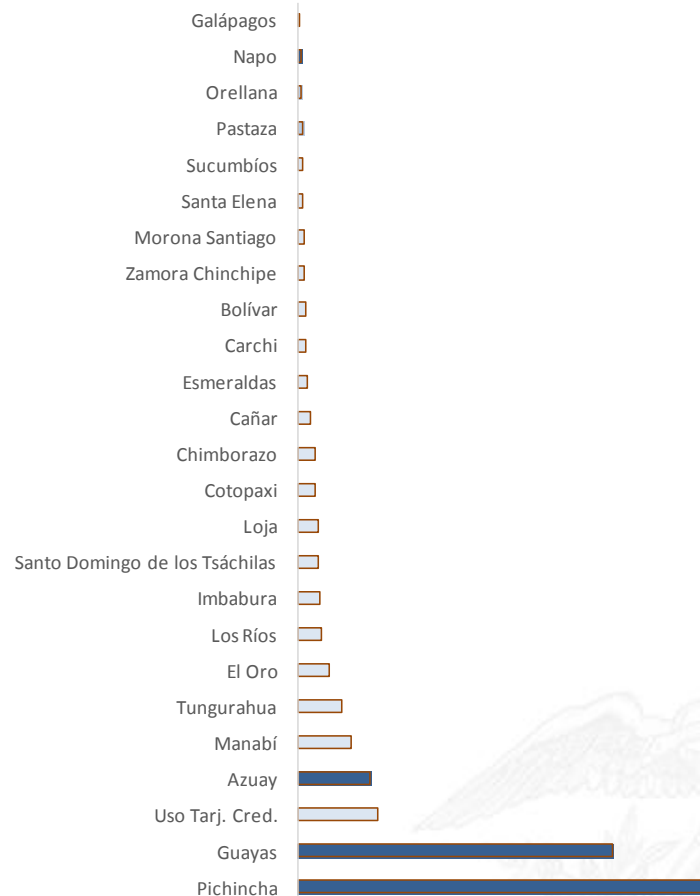 Galápagos
Napo
Orellana
Pastaza
Sucumbíos
Santa Elena
Morona Santiago
Zamora Chinchipe
Bolívar
Carchi
Esmeraldas
Cañar
Chimborazo
Cotopaxi
Loja
Santo Domingo de los Tsáchilas
Imbabura
Los Ríos
El Oro
Tungurahua
Manabí
Azuay
Uso Tarj. Cred.
Guayas
Pichincha